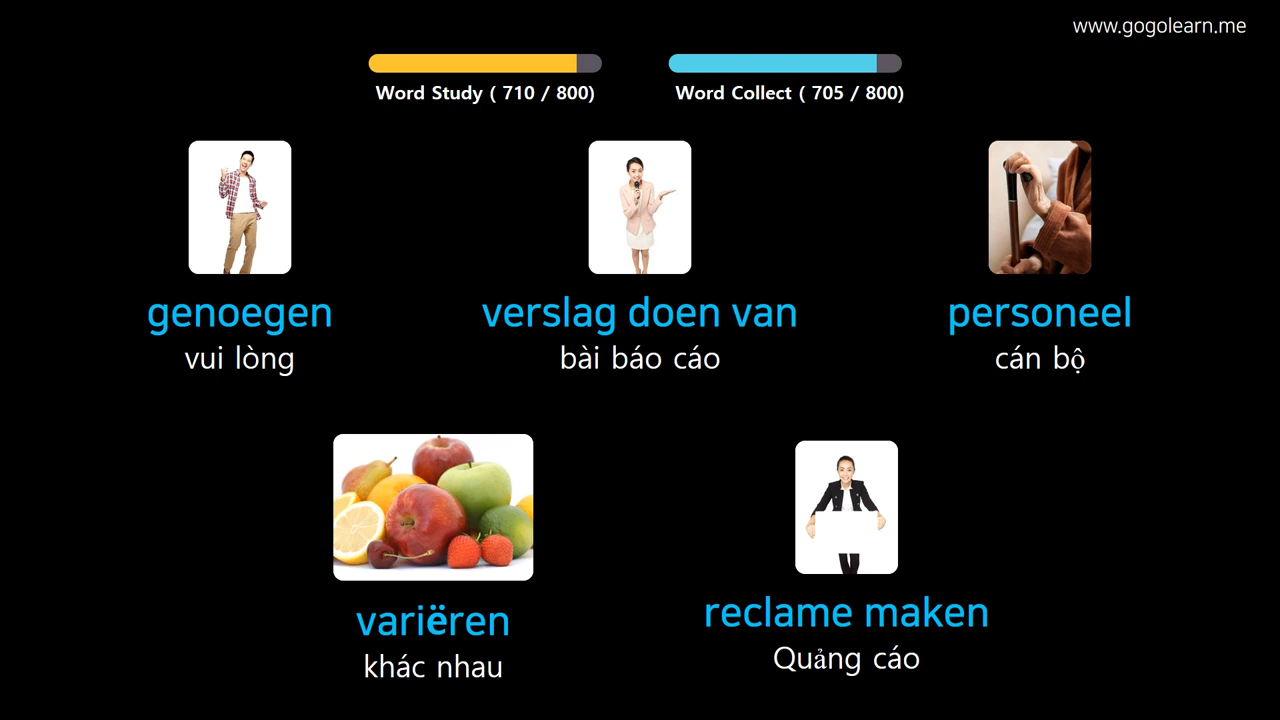 www.gogolearn.me
Word Study ( 710 / 800)
Word Collect ( 705 / 800)
genoegen
vui lòng
verslag doen van
bài báo cáo
personeel
cán bộ
variëren
khác nhau
reclame maken
Quảng cáo